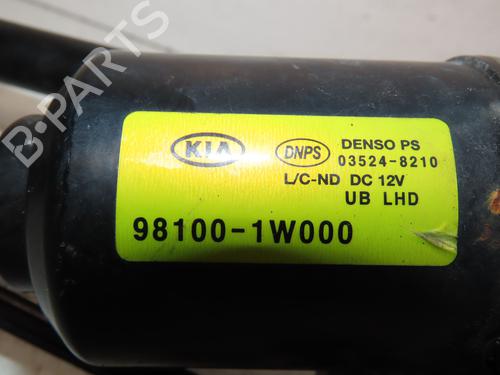 B-Parts
KIA
DNPS
DENSO PS
03524-8210
L/C-ND DC 12V
UB LHD
98100-1W000